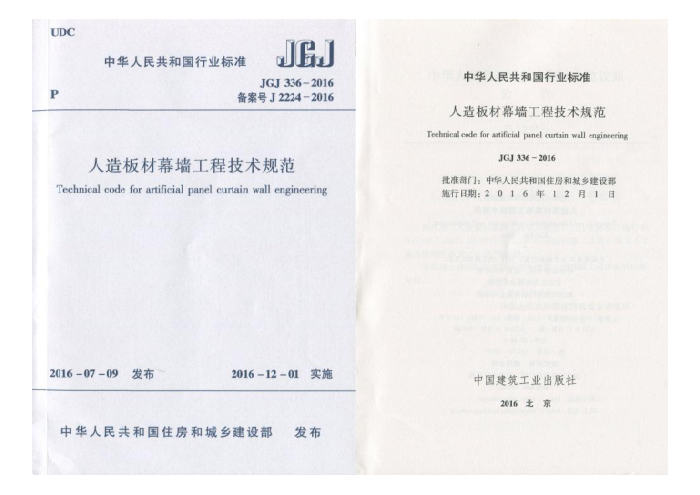 UDC
中华人民共和国行业标准 JGJ
JGJ 336-2016
P 备案号 J 2224-2016
人造板材幕墙工程技术规范
Technical code for artificial panel curtain wall engineering
2016-07-09 发布 2016-12-01 实施
中华人民共和国住房和城乡建设部 发布
中华人民共和国行业标准
人造板材幕墙工程技术规范
Technical code for artificial panel curtain wall engineering
JGJ 336-2016
批准部门：中华人民共和国住房和城乡建设部
施行日期：2016年12月1日
中国建筑工业出版社
2016 北 京